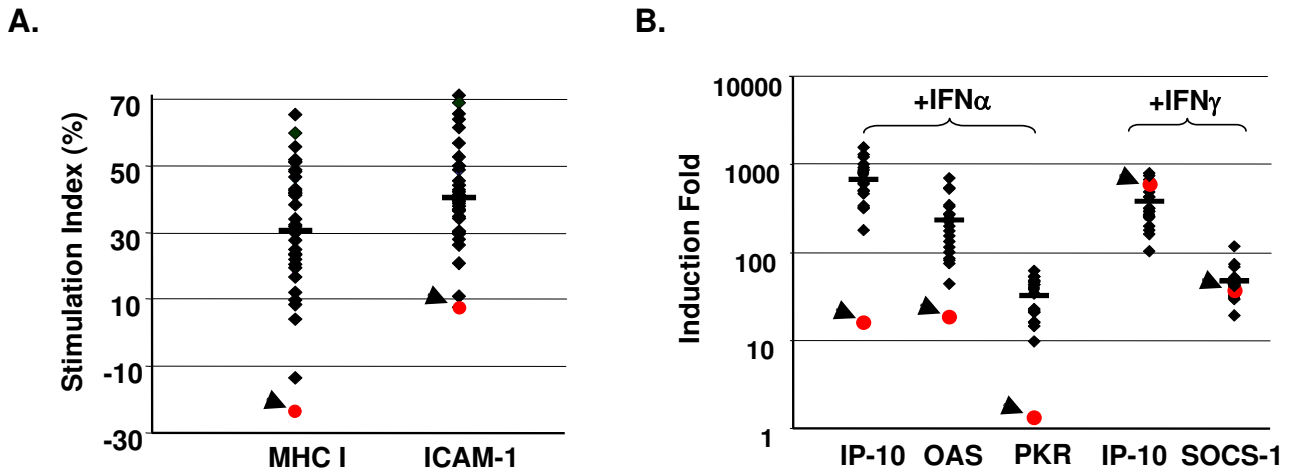 A.
Stimulation Index (%)
70
50
30
10
-10
-30
MHC I ICAM-1
B.
Induction Fold
10000
1000
100
10
1
+IFNα +IFNγ
IP-10 OAS PKR IP-10 SOCS-1